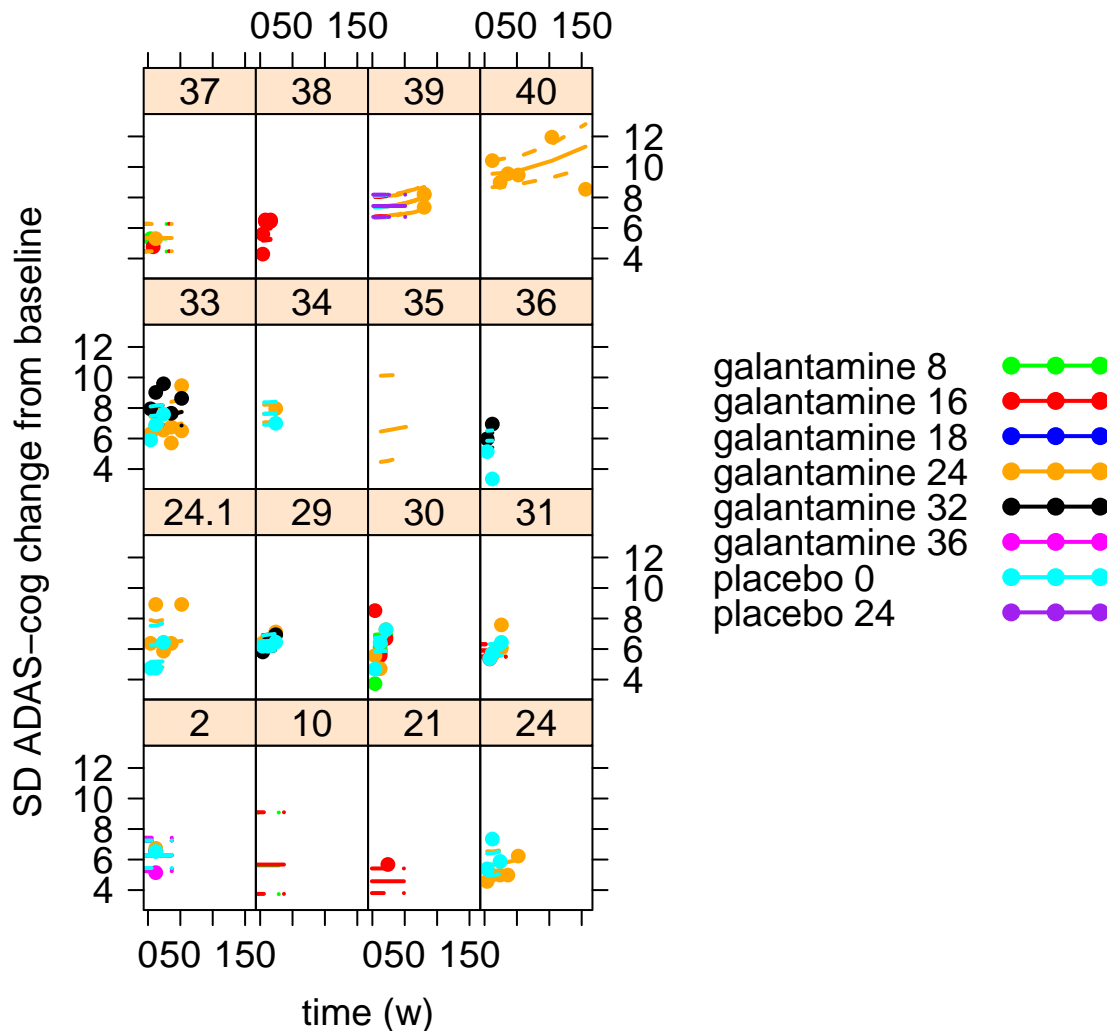 050 150 050 150
37 38 39 40
12
10
8
6
4
33 34 35 36
12
10
8
6
4
24.1 29 30 31
12
10
8
6
4
2 10 21 24
12
10
8
6
4
050 150 050 150
time (w)
SD ADAS−cog change from baseline
galantamine 8
galantamine 16
galantamine 18
galantamine 24
galantamine 32
galantamine 36
placebo 0
placebo 24